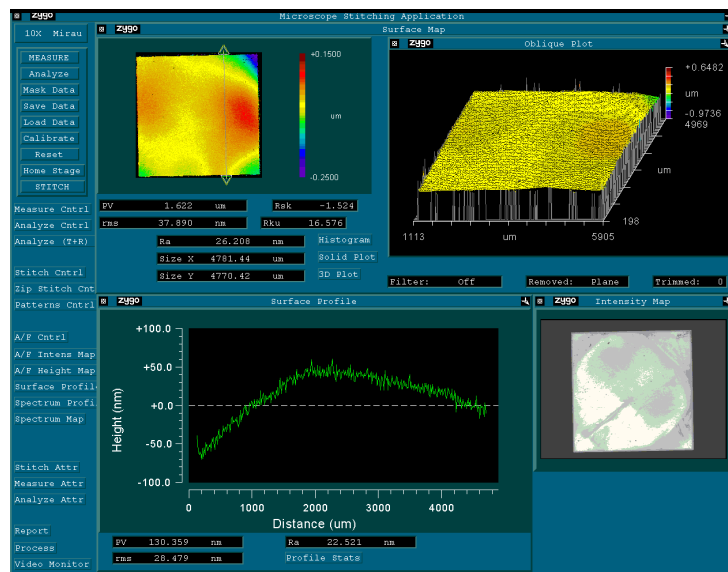 zygo Microscope Stitching Application
10X Mirau
MEASURE
Analyze
Mask Data
Save Data
Load Data
Calibrate
Reset
Home Stage
STITCH
Measure Cntrl
Analyze Cntrl
Analyze (T+R)
Stitch Cntrl
Zip Stitch Cnt
Patterns Cntrl
A/F Cntrl
A/F Intens Map
A/F Height Map
Surface Profile
Spectrum Profi
Spectrum Map
Stitch Attr
Measure Attr
Analyze Attr
Report
Process
Video Monitor
zygo Surface Map
+0.1500
um
-0.2500
PV 1.622 um Rsk -1.524
rms 37.890 nm Rku 16.576
Ra 26.208 nm Histogram
Size X 4781.44 um Solid Plot
Size Y 4770.42 um 3D Plot
zygo Oblique Plot
+0.6482
um
-0.9736
4969
um
198
1113 um 5905
Filter: Off Removed: Plane Trimmed: 0
zygo Surface Profile
+100.0
+50.0
+0.0
-50.0
-100.0
Height (nm)
0 1000 2000 3000 4000
Distance (um)
PV 130.359 nm Ra 22.521 nm
rms 28.479 nm Profile Stats
zygo Intensity Map